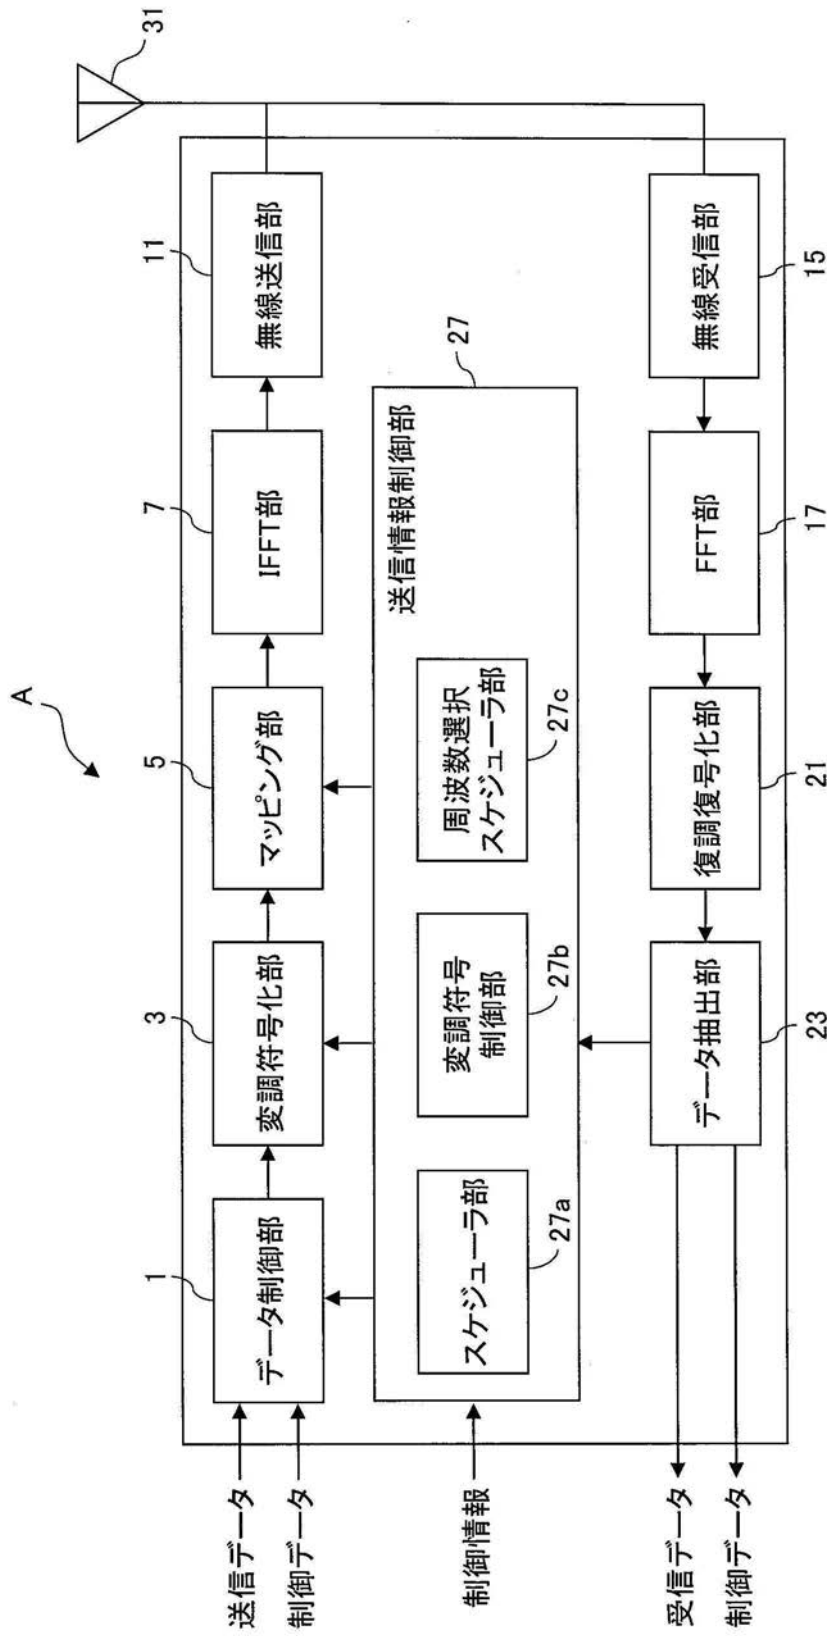 A
1
3
5
7
11
31
送信データ
制御データ
データ制御部
変調符号化部
マッピング部
IFFT部
無線送信部
送信情報制御部
27
制御情報
スケジューラ部
27a
変調符号
制御部
27b
周波数選択
スケジューラ部
27c
受信データ
制御データ
データ抽出部
復調復号化部
FFT部
無線受信部
23
21
17
15